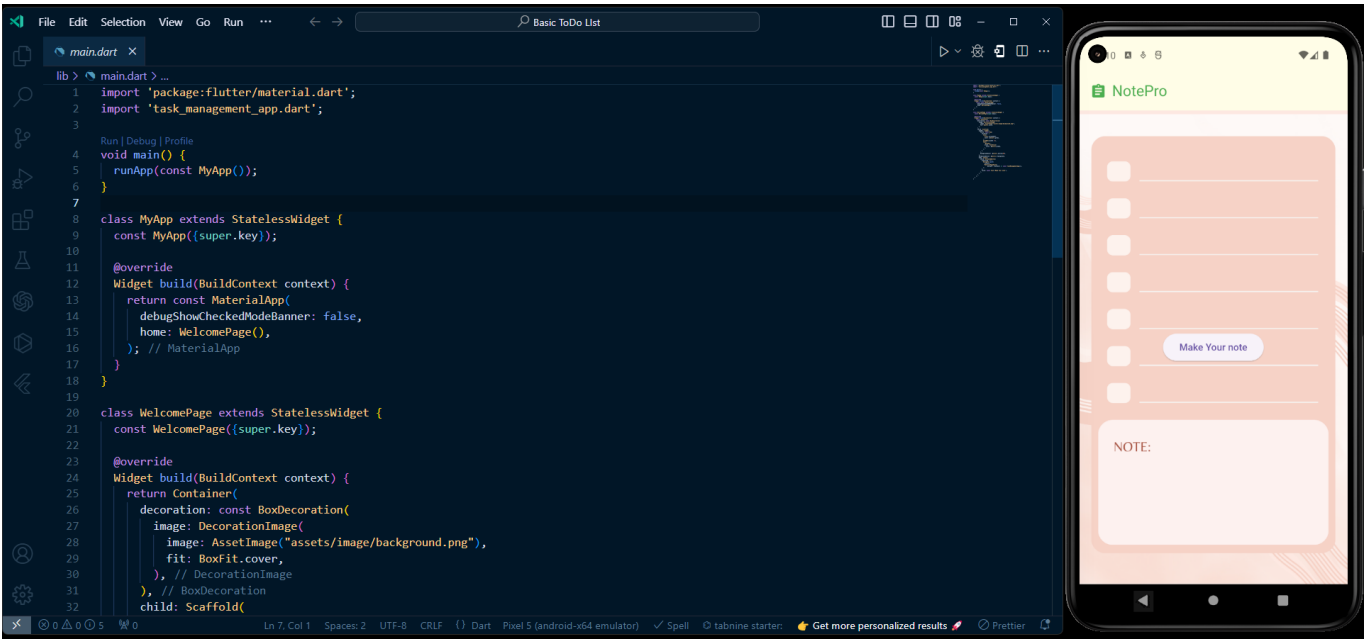 File Edit Selection View Go Run ··· Basic ToDo LIst
main.dart
lib > main.dart > ...
1 import 'package:flutter/material.dart';
2 import 'task_management_app.dart';
3
Run | Debug | Profile
4 void main() {
5 runApp(const MyApp());
6 }
7
8 class MyApp extends StatelessWidget {
9 const MyApp({super.key});
10
11 @override
12 Widget build(BuildContext context) {
13 return const MaterialApp(
14 debugShowCheckedModeBanner: false,
15 home: WelcomePage(),
16 ); // MaterialApp
17 }
18 }
19
20 class WelcomePage extends StatelessWidget {
21 const WelcomePage({super.key});
22
23 @override
24 Widget build(BuildContext context) {
25 return Container(
26 decoration: const BoxDecoration(
27 image: DecorationImage(
28 image: AssetImage("assets/image/background.png"),
29 fit: BoxFit.cover,
30 ), // DecorationImage
31 ), // BoxDecoration
32 child: Scaffold(
0 0 5 0 Ln 7, Col 1 Spaces: 2 UTF-8 CRLF {} Dart Pixel 5 (android-x64 emulator) Spell tabnine starter: 👉 Get more personalized results 🚀 Prettier
NotePro
Make Your note
NOTE: